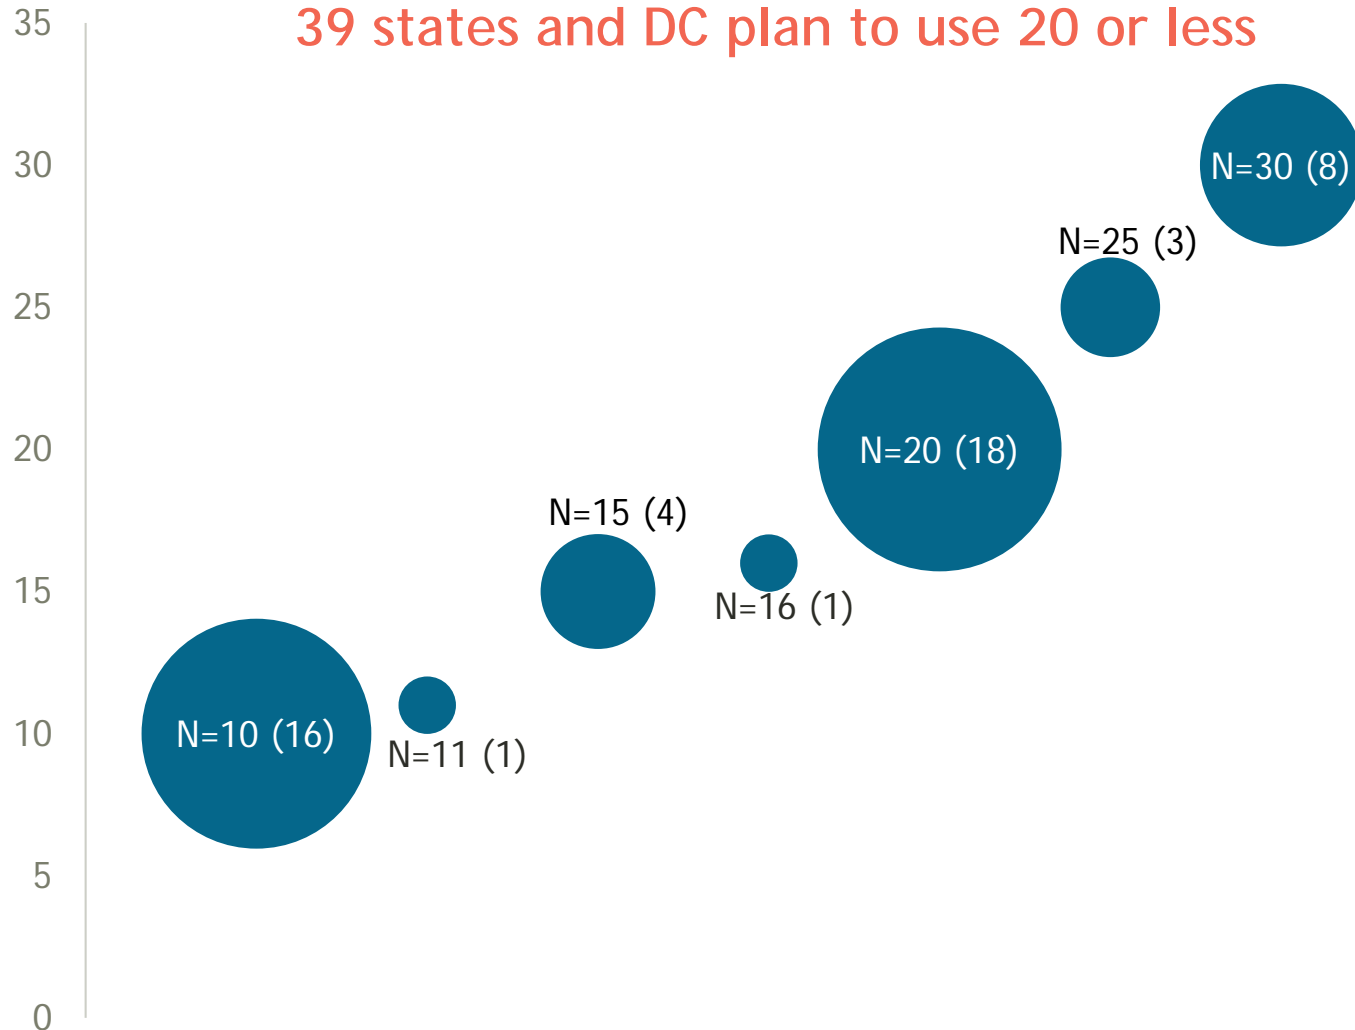 39 states and DC plan to use 20 or less
35
30
25
20
15
10
5
0
N=30 (8)
N=25 (3)
N=20 (18)
N=15 (4)
N=16 (1)
N=10 (16)
N=11 (1)